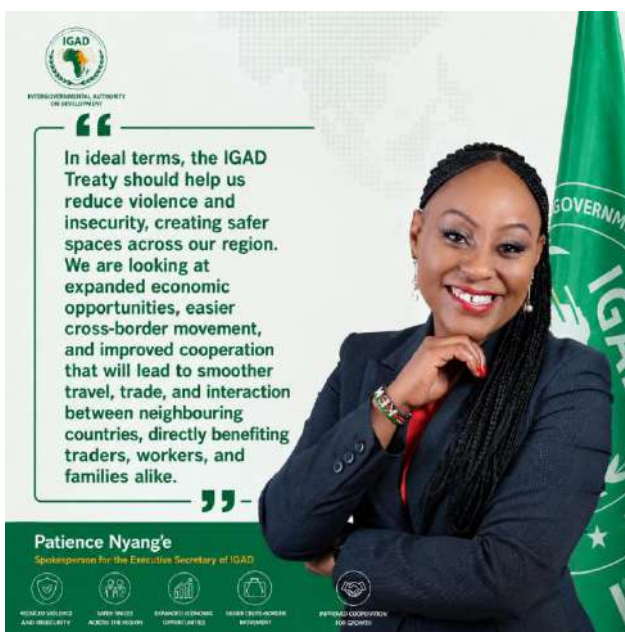 IGAD
INTERGOVERNMENTAL AUTHORITY
ON DEVELOPMENT
“
In ideal terms, the IGAD
Treaty should help us
reduce violence and
insecurity, creating safer
spaces across our region.
We are looking at
expanded economic
opportunities, easier
cross-border movement,
and improved cooperation
that will lead to smoother
travel, trade, and interaction
between neighbouring
countries, directly benefiting
traders, workers, and
families alike.
”
GOVERNM
IGA
Patience Nyang'e
Spokesperson for the Executive Secretary of IGAD
REDUCED VIOLENCE
AND INSECURITY
SAFER SPACES
ACROSS THE REGION
EXPANDED ECONOMIC
OPPORTUNITIES
EASIER CROSS-BORDER
MOVEMENT
IMPROVED COOPERATION
FOR GROWTH